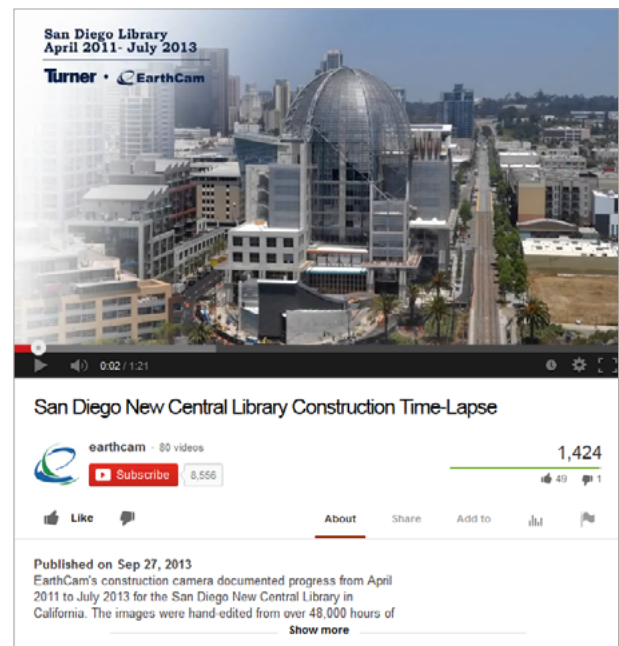 San Diego Library
April 2011- July 2013
Turner • EarthCam
0:02 / 1:21
San Diego New Central Library Construction Time-Lapse
earthcam · 80 videos
Subscribe 8,556
1,424
49 1
Like
About Share Add to
Published on Sep 27, 2013
EarthCam's construction camera documented progress from April
2011 to July 2013 for the San Diego New Central Library in
California. The images were hand-edited from over 48,000 hours of
Show more